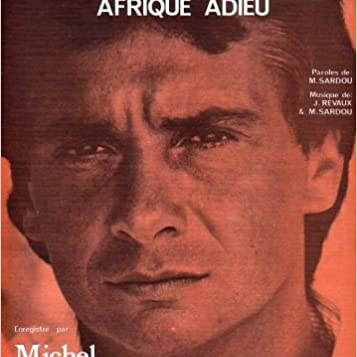 AFRIQUE ADIEU
Paroles de:
M. SARDOU
Musique de:
J. REVAUX
& M. SARDOU
Enregistré par
Michel